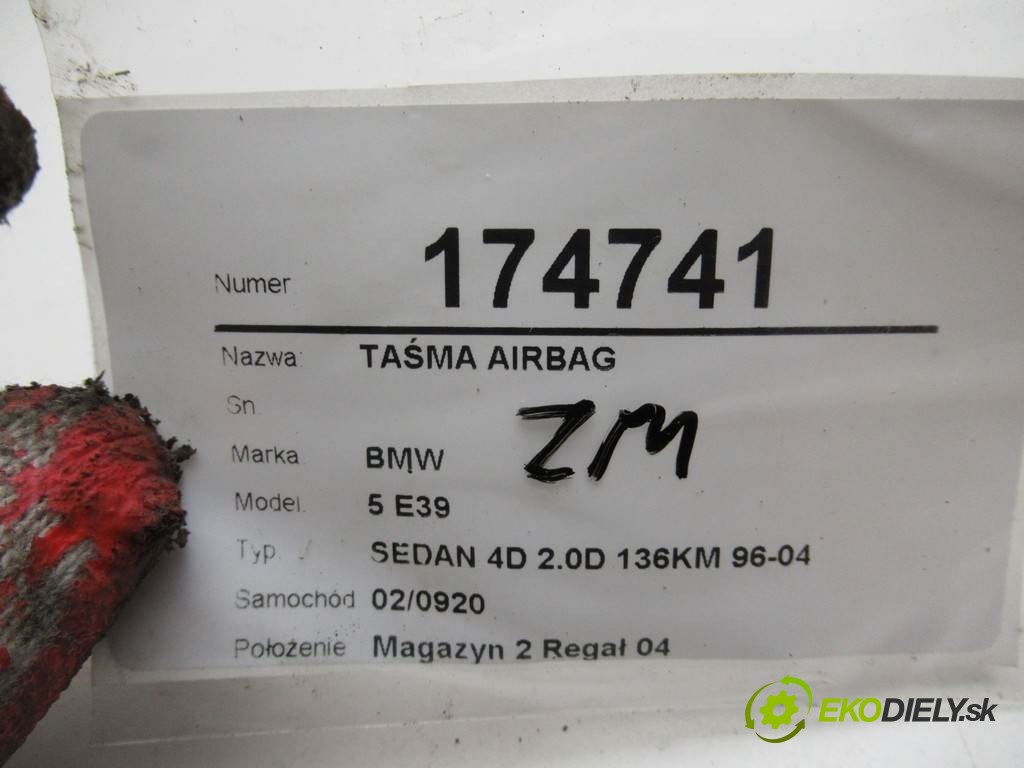 Numer 174741
Nazwa: TAŚMA AIRBAG
Sn
ZM
Marka BMW
Model. 5 E39
Typ SEDAN 4D 2.0D 136KM 96-04
Samochód 02/0920
Położenie Magazyn 2 Regał 04
EKODIELY.sk